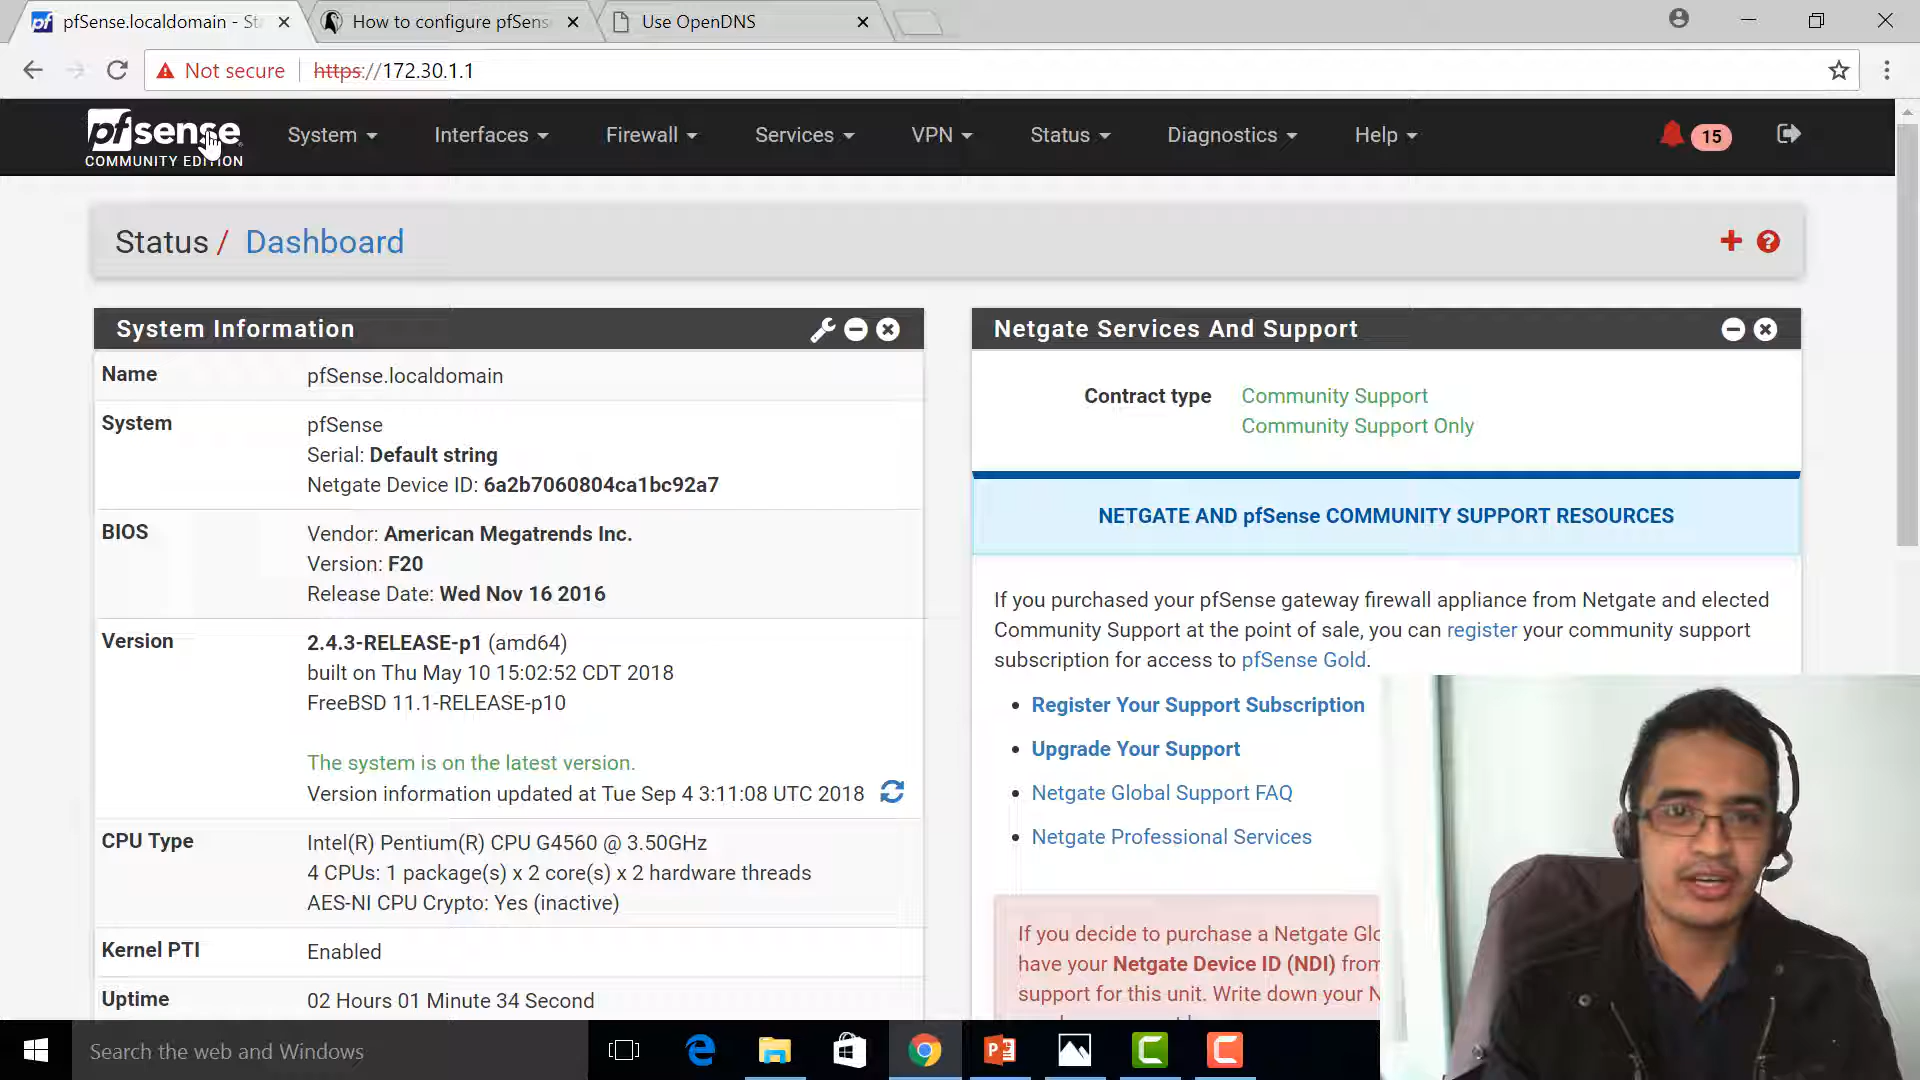 pfSense.localdomain - St
How to configure pfSens
Use OpenDNS
Not secure
https://172.30.1.1
pfsense
COMMUNITY EDITION
System
Interfaces
Firewall
Services
VPN
Status
Diagnostics
Help
15
Status / Dashboard
System Information
Name
pfSense.localdomain
System
pfSense
Serial: Default string
Netgate Device ID: 6a2b7060804ca1bc92a7
BIOS
Vendor: American Megatrends Inc.
Version: F20
Release Date: Wed Nov 16 2016
Version
2.4.3-RELEASE-p1 (amd64)
built on Thu May 10 15:02:52 CDT 2018
FreeBSD 11.1-RELEASE-p10
The system is on the latest version.
Version information updated at Tue Sep 4 3:11:08 UTC 2018
CPU Type
Intel(R) Pentium(R) CPU G4560 @ 3.50GHz
4 CPUs: 1 package(s) x 2 core(s) x 2 hardware threads
AES-NI CPU Crypto: Yes (inactive)
Kernel PTI
Enabled
Uptime
02 Hours 01 Minute 34 Second
Netgate Services And Support
Contract type
Community Support
Community Support Only
NETGATE AND pfSense COMMUNITY SUPPORT RESOURCES
If you purchased your pfSense gateway firewall appliance from Netgate and elected
Community Support at the point of sale, you can register your community support
subscription for access to pfSense Gold.
Register Your Support Subscription
Upgrade Your Support
Netgate Global Support FAQ
Netgate Professional Services
If you decide to purchase a Netgate Glo
have your Netgate Device ID (NDI) from
support for this unit. Write down your N
Search the web and Windows